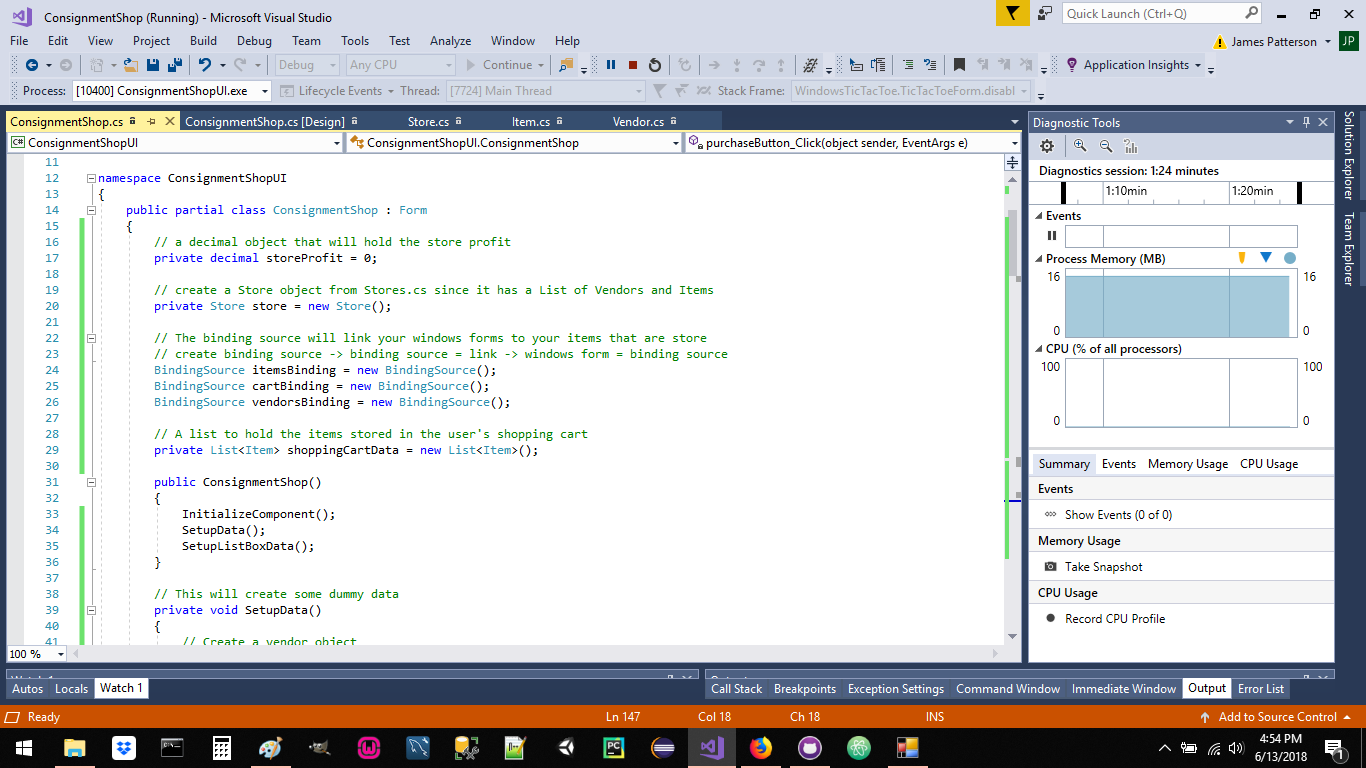 ConsignmentShop (Running) - Microsoft Visual Studio
Quick Launch (Ctrl+Q)
File Edit View Project Build Debug Team Tools Test Analyze Window Help
James Patterson JP
Debug Any CPU Continue Application Insights
Process: [10400] ConsignmentShopUI.exe Lifecycle Events Thread: [7724] Main Thread Stack Frame: WindowsTicTacToe.TicTacToeForm.disabl
ConsignmentShop.cs ConsignmentShop.cs [Design] Store.cs Item.cs Vendor.cs
C# ConsignmentShopUI ConsignmentShopUI.ConsignmentShop purchaseButton_Click(object sender, EventArgs e)
11
12 namespace ConsignmentShopUI
13 {
14 public partial class ConsignmentShop : Form
15 {
16 // a decimal object that will hold the store profit
17 private decimal storeProfit = 0;
18
19 // create a Store object from Stores.cs since it has a List of Vendors and Items
20 private Store store = new Store();
21
22 // The binding source will link your windows forms to your items that are store
23 // create binding source -> binding source = link -> windows form = binding source
24 BindingSource itemsBinding = new BindingSource();
25 BindingSource cartBinding = new BindingSource();
26 BindingSource vendorsBinding = new BindingSource();
27
28 // A list to hold the items stored in the user's shopping cart
29 private List<Item> shoppingCartData = new List<Item>();
30
31 public ConsignmentShop()
32 {
33 InitializeComponent();
34 SetupData();
35 SetupListBoxData();
36 }
37
38 // This will create some dummy data
39 private void SetupData()
40 {
41 // Create a vendor object
100 %
Diagnostic Tools
Diagnostics session: 1:24 minutes
1:10min 1:20min
Events
Process Memory (MB)
16 16
0 0
CPU (% of all processors)
100 100
0 0
Summary Events Memory Usage CPU Usage
Events
Show Events (0 of 0)
Memory Usage
Take Snapshot
CPU Usage
Record CPU Profile
Solution Explorer
Team Explorer
Autos Locals Watch 1
Call Stack Breakpoints Exception Settings Command Window Immediate Window Output Error List
Ready Ln 147 Col 18 Ch 18 INS Add to Source Control
PC
4:54 PM
6/13/2018
1